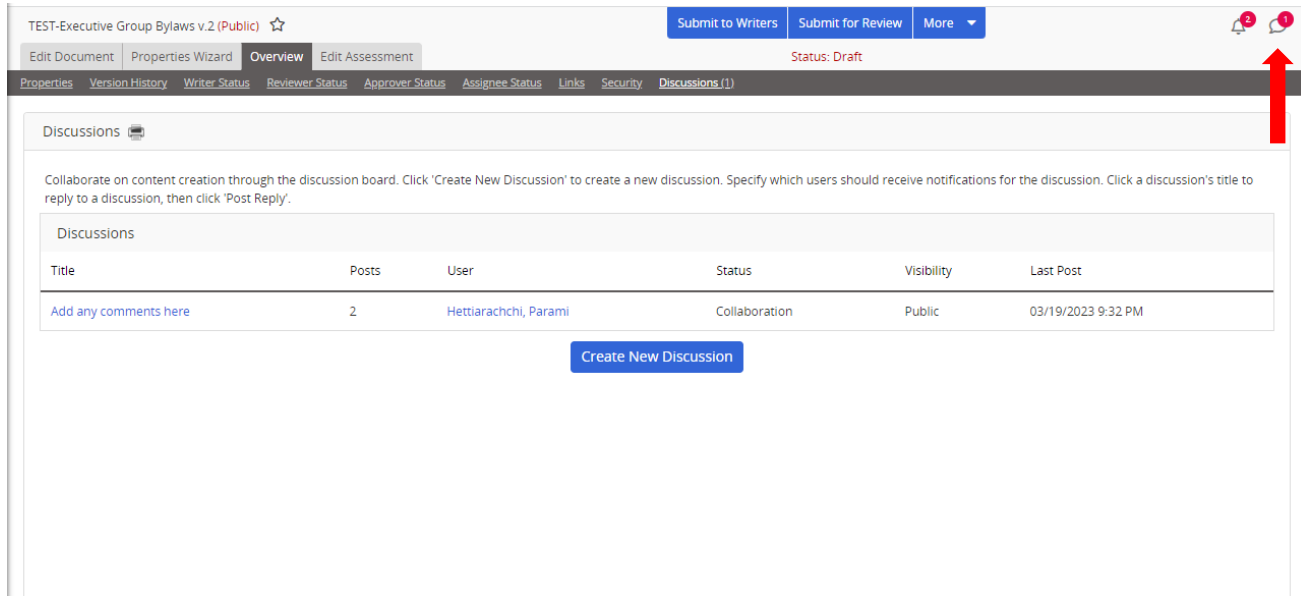 TEST-Executive Group Bylaws v.2 (Public)
Submit to Writers Submit for Review More
2 1
Edit Document Properties Wizard Overview Edit Assessment
Status: Draft
Properties Version History Writer Status Reviewer Status Approver Status Assignee Status Links Security Discussions (1)
Discussions
Collaborate on content creation through the discussion board. Click 'Create New Discussion' to create a new discussion. Specify which users should receive notifications for the discussion. Click a discussion's title to
reply to a discussion, then click 'Post Reply'.
Discussions
Title Posts User Status Visibility Last Post
Add any comments here 2 Hettiarachchi, Parami Collaboration Public 03/19/2023 9:32 PM
Create New Discussion